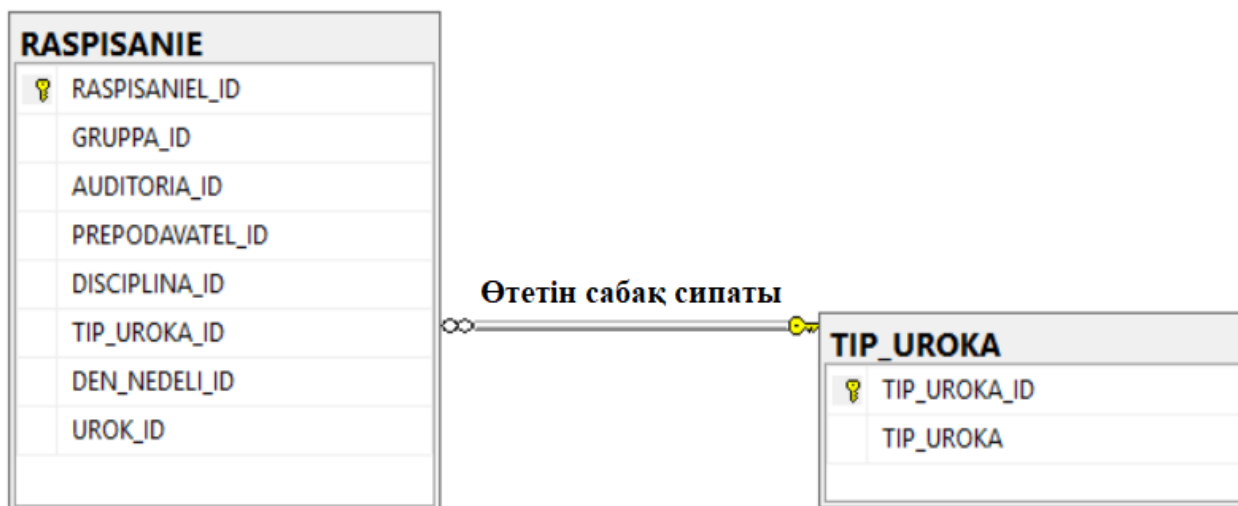 RASPISANIE
RASPISANIEL_ID
GRUPPA_ID
AUDITORIA_ID
PREPODAVATEL_ID
DISCIPLINA_ID
TIP_UROKA_ID
DEN_NEDELI_ID
UROK_ID
Өтетін сабақ сипаты
TIP_UROKA
TIP_UROKA_ID
TIP_UROKA